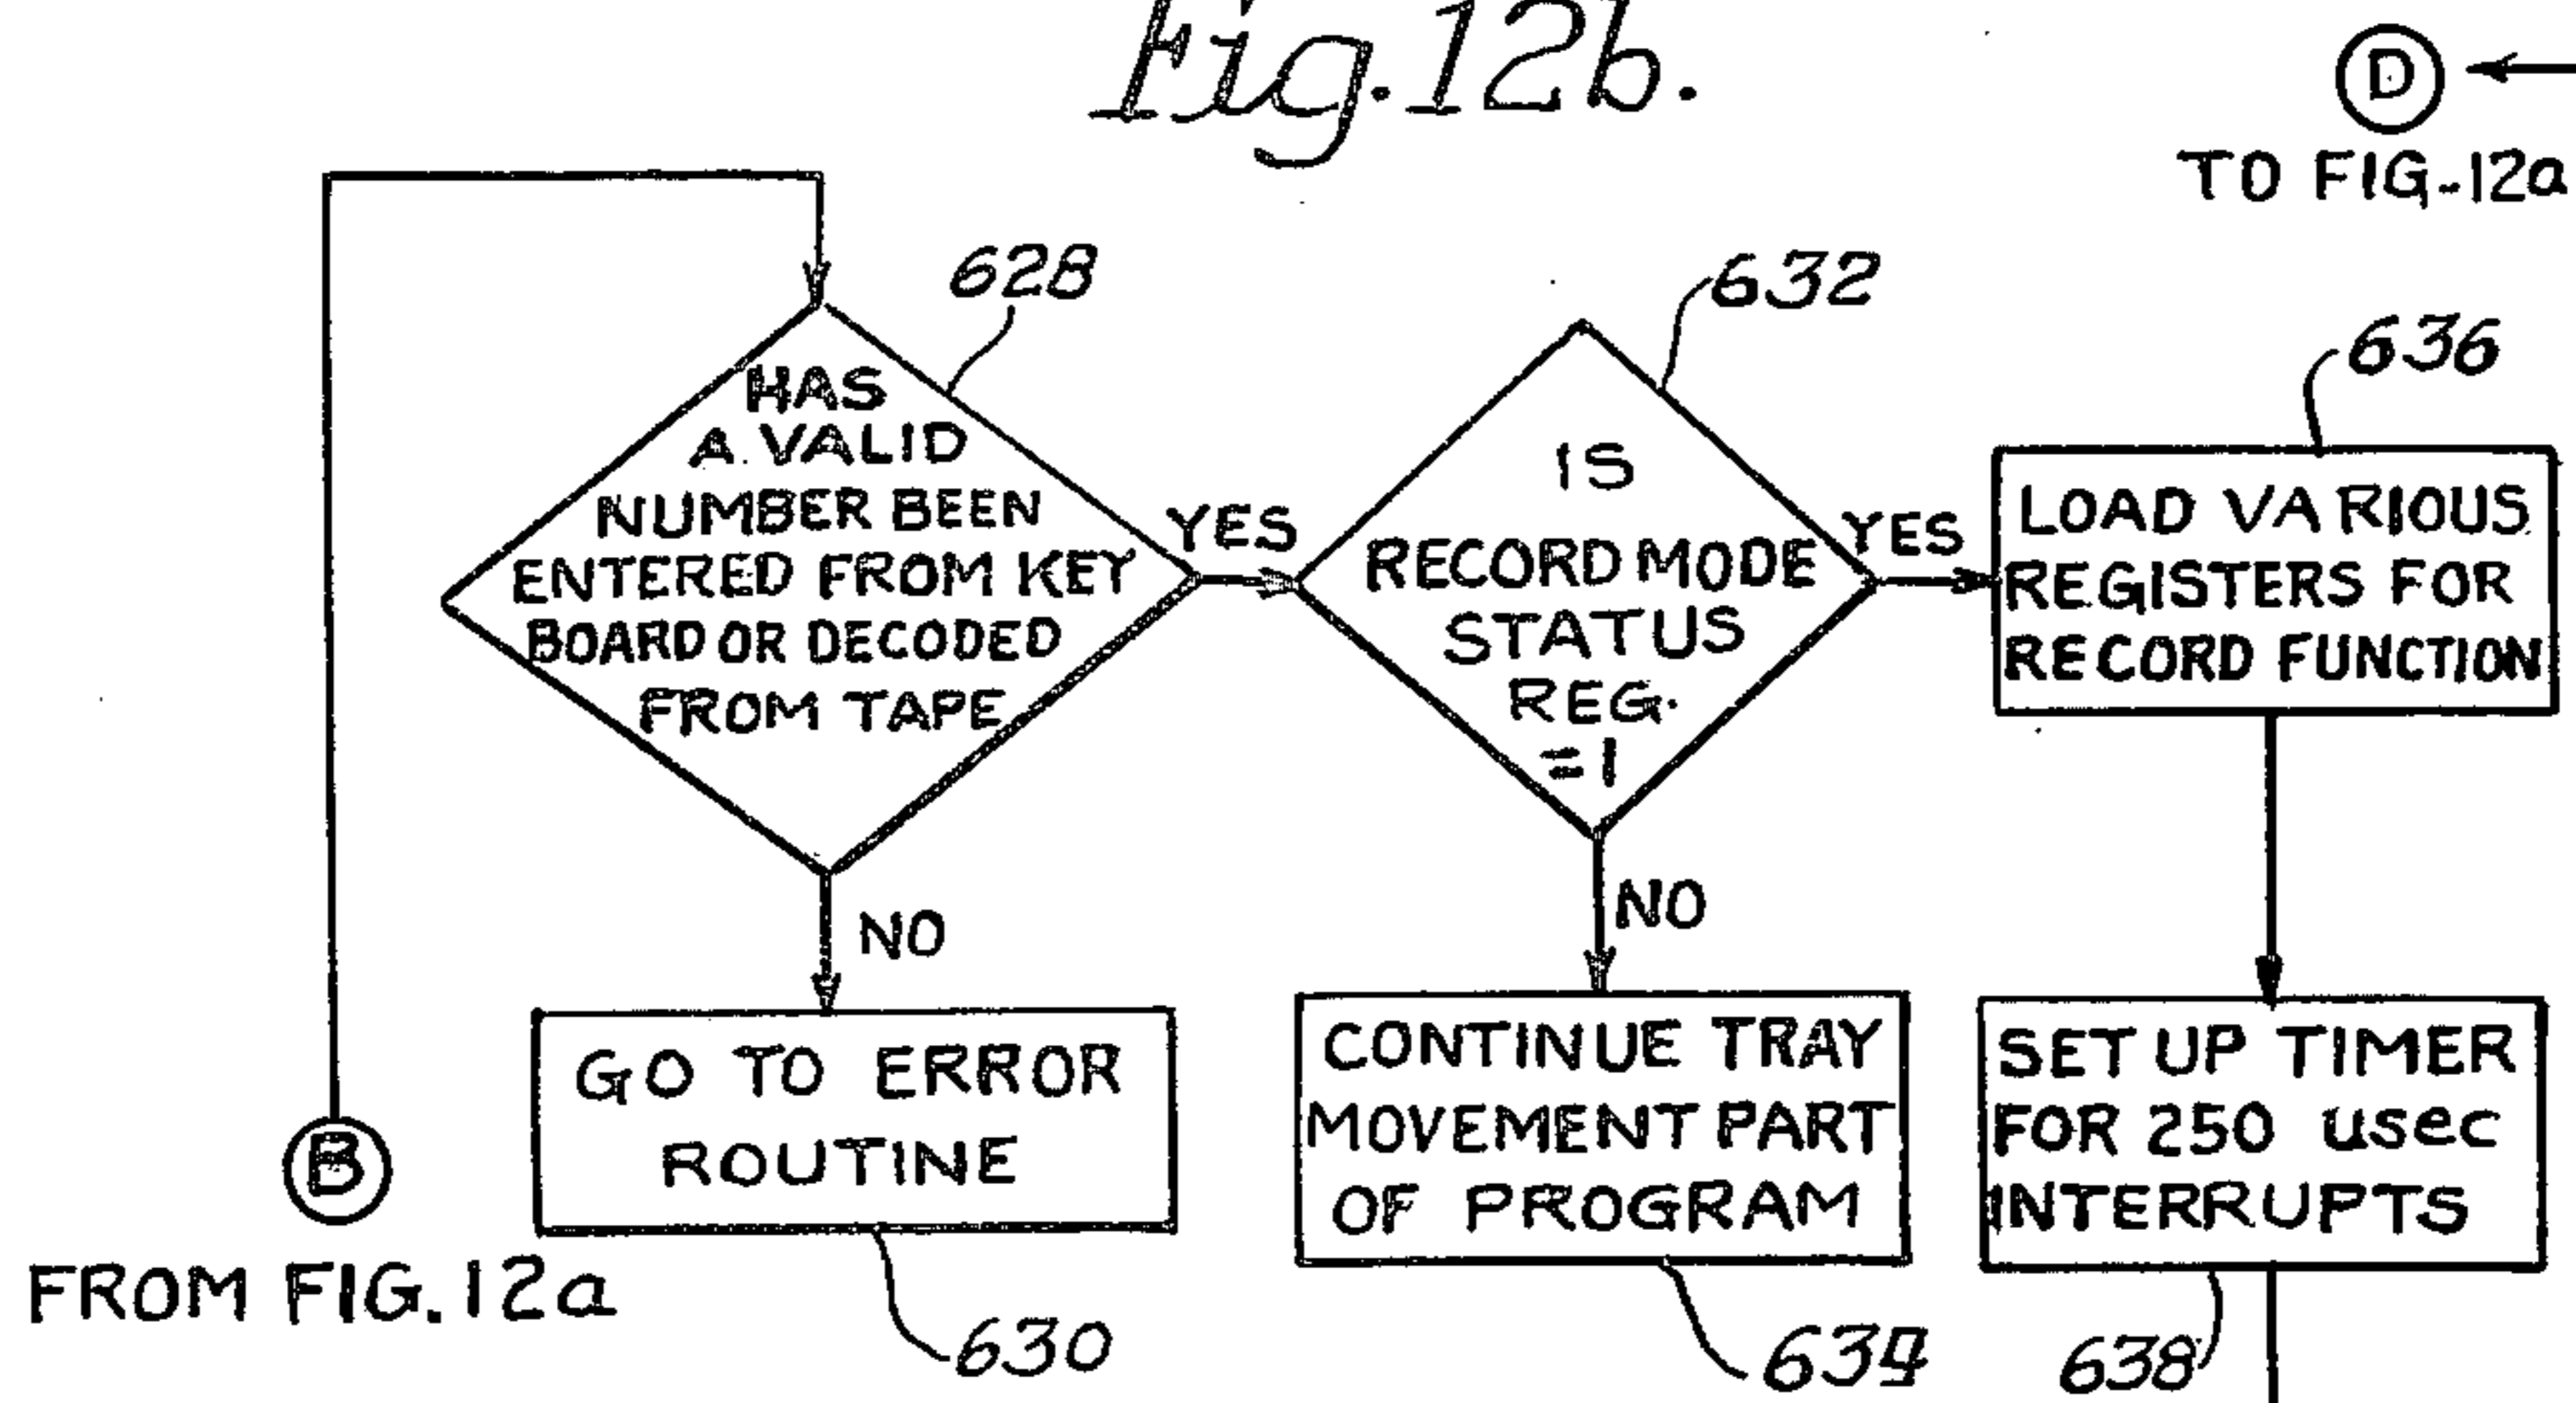 Fig.12b.
D
TO FIG.-12a
628
HAS
A VALID
NUMBER BEEN
ENTERED FROM KEY
BOARD OR DECODED
FROM TAPE
YES
NO
632
IS
RECORD MODE
STATUS
REG.
=1
YES
NO
636
LOAD VARIOUS
REGISTERS FOR
RECORD FUNCTION
GO TO ERROR
ROUTINE
630
CONTINUE TRAY
MOVEMENT PART
OF PROGRAM
634
SET UP TIMER
FOR 250 usec
INTERRUPTS
638
B
FROM FIG.12a